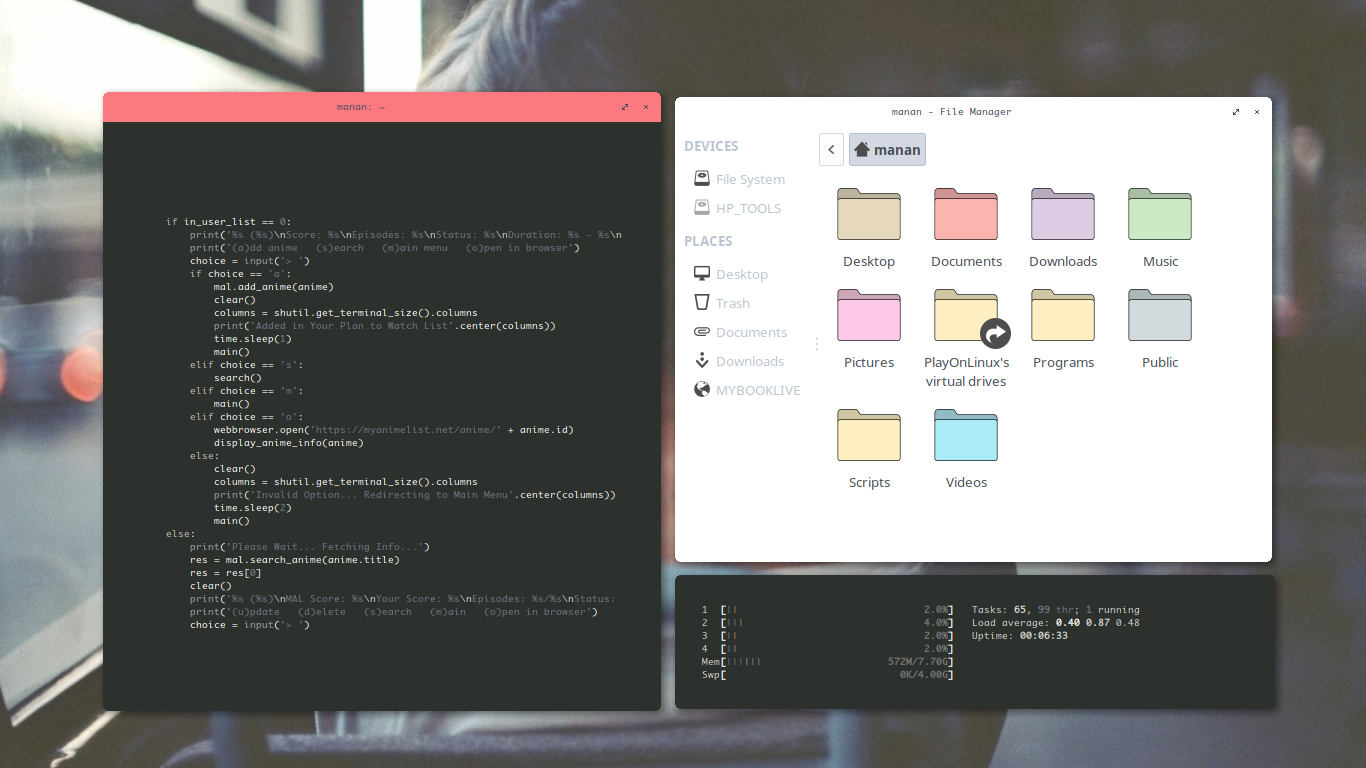 manan: ~
if in_user_list == 0:
print('%s (%s)\nScore: %s\nEpisodes: %s\nStatus: %s\nDuration: %s - %s\n
print('(a)dd anime   (s)earch   (m)ain menu   (o)pen in browser')
choice = input('> ')
if choice == 'a':
mal.add_anime(anime)
clear()
columns = shutil.get_terminal_size().columns
print('Added in Your Plan to Watch List'.center(columns))
time.sleep(1)
main()
elif choice == 's':
search()
elif choice == 'm':
main()
elif choice == 'o':
webbrowser.open('https://myanimelist.net/anime/' + anime.id)
display_anime_info(anime)
else:
clear()
columns = shutil.get_terminal_size().columns
print('Invalid Option... Redirecting to Main Menu'.center(columns))
time.sleep(2)
main()
else:
print('Please Wait... Fetching Info...')
res = mal.search_anime(anime.title)
res = res[0]
clear()
print('%s (%s)\nMAL Score: %s\nYour Score: %s\nEpisodes: %s/%s\nStatus:
print('(u)pdate   (d)elete   (s)earch   (m)ain   (o)pen in browser')
choice = input('> ')
manan - File Manager
DEVICES
File System
HP_TOOLS
PLACES
Desktop
Trash
Documents
Downloads
MYBOOKLIVE
manan
Desktop Documents Downloads Music
Pictures PlayOnLinux's Programs Public
virtual drives
Scripts Videos
1 [|| 2.0%] Tasks: 65, 99 thr; 1 running
2 [||| 4.0%] Load average: 0.40 0.87 0.48
3 [|| 2.0%] Uptime: 00:06:33
4 [|| 2.0%]
Mem[|||||| 572M/7.70G]
Swp[ 0K/4.00G]